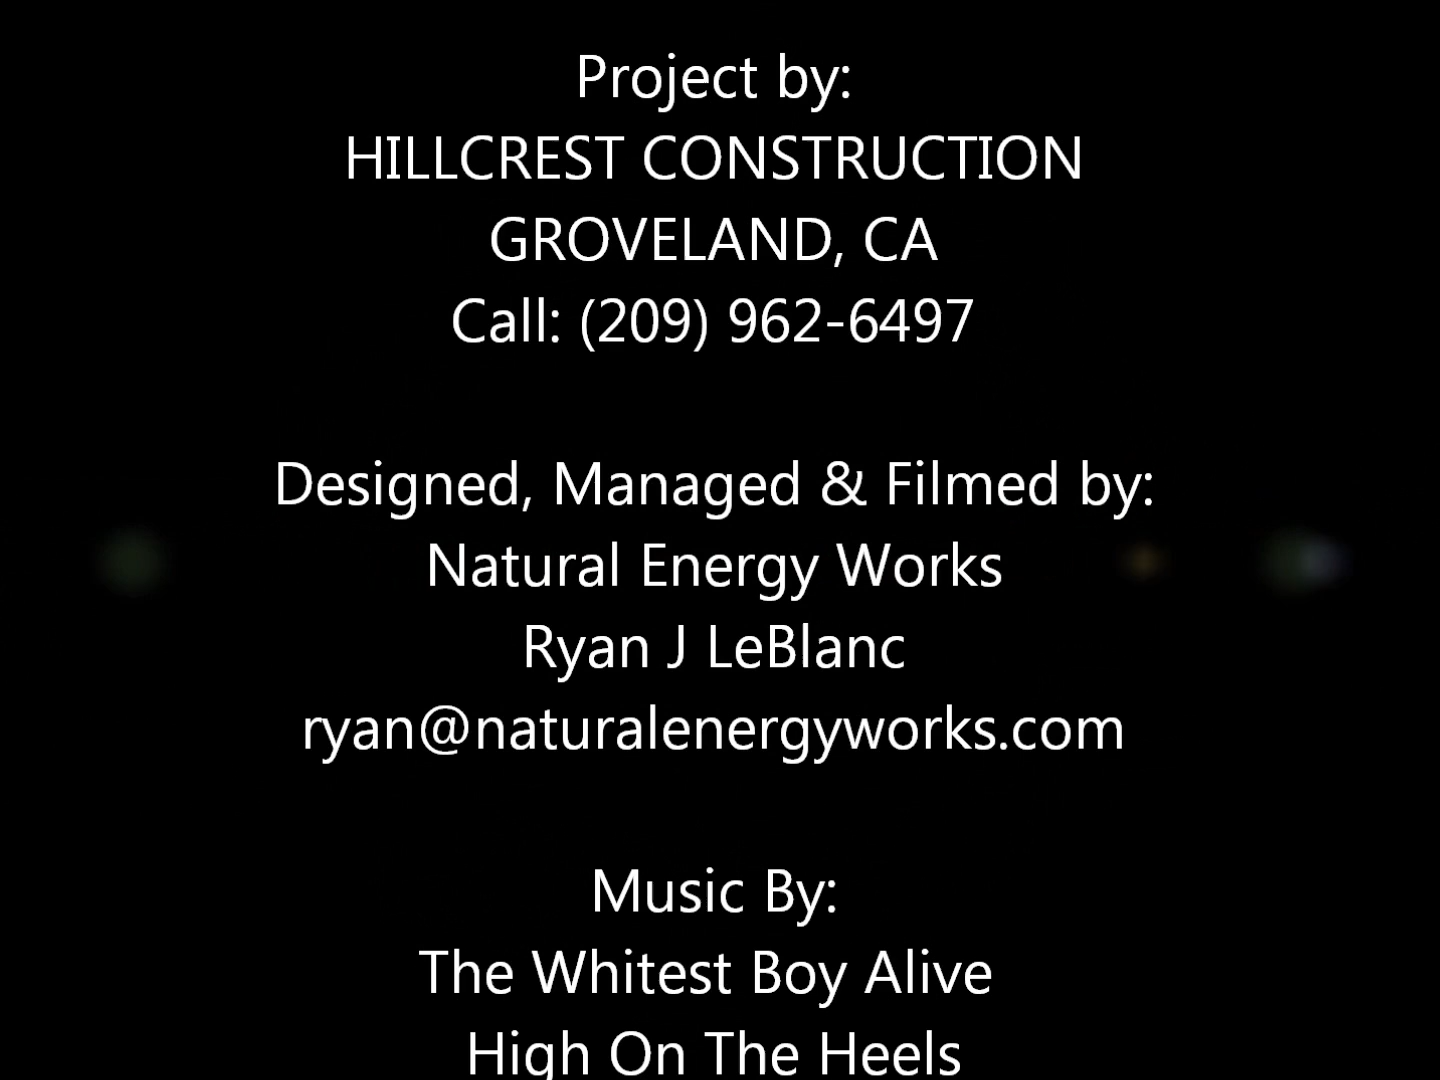 Project by:
HILLCREST CONSTRUCTION
GROVELAND, CA
Call: (209) 962-6497
Designed, Managed & Filmed by:
Natural Energy Works
Ryan J LeBlanc
ryan@naturalenergyworks.com
Music By:
The Whitest Boy Alive
High On The Heels